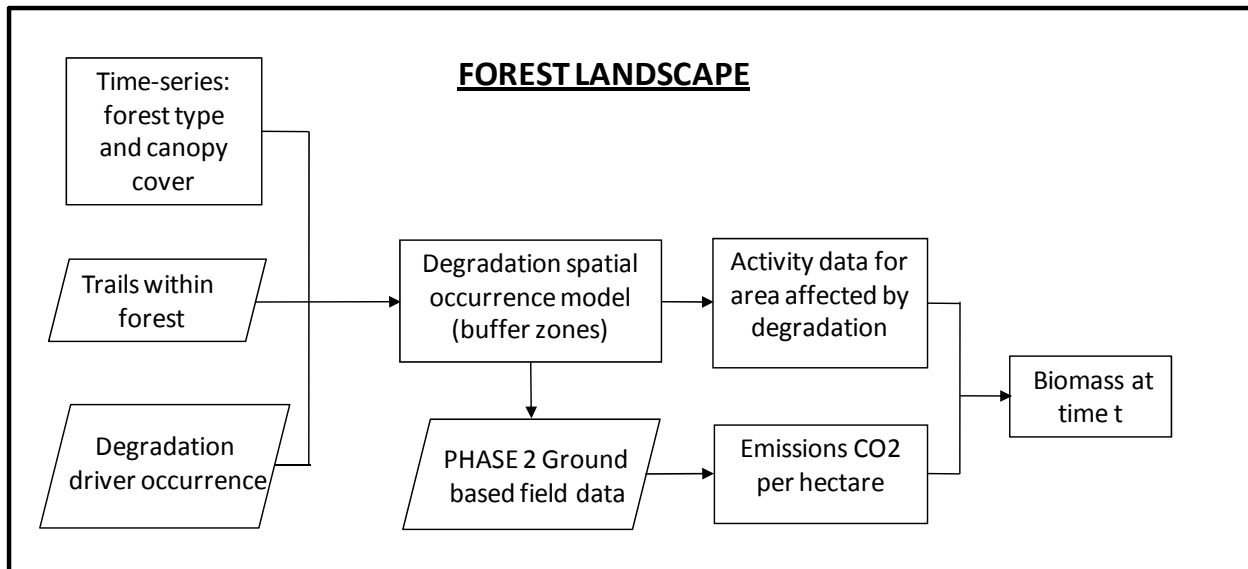 FOREST LANDSCAPE
Time-series:
forest type
and canopy
cover
Trails within
forest
Degradation
driver occurrence
Degradation spatial
occurrence model
(buffer zones)
PHASE 2 Ground
based field data
Activity data for
area affected by
degradation
Emissions CO2
per hectare
Biomass at
time t